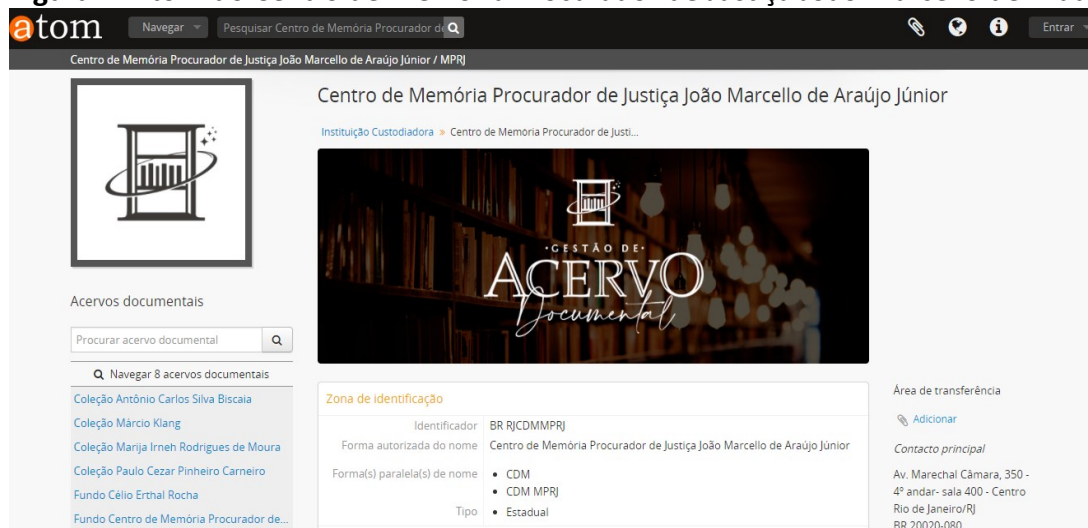 atom
Navegar
Pesquisar Centro de Memória Procurador de
Entrar
Centro de Memória Procurador de Justiça João Marcello de Araújo Júnior / MPRJ
Centro de Memória Procurador de Justiça João Marcello de Araújo Júnior
Instituição Custodiadora » Centro de Memória Procurador de Justi...
·GESTÃO DE·
ACERVO
Documental
Acervos documentais
Procurar acervo documental
Navegar 8 acervos documentais
Coleção Antônio Carlos Silva Biscaia
Coleção Márcio Klang
Coleção Marija Irneh Rodrigues de Moura
Coleção Paulo Cezar Pinheiro Carneiro
Fundo Célio Erthal Rocha
Fundo Centro de Memória Procurador de...
Zona de identificação
Identificador BR RJCDMMPRJ
Forma autorizada do nome Centro de Memória Procurador de Justiça João Marcello de Araújo Júnior
Forma(s) paralela(s) de nome • CDM
• CDM MPRJ
Tipo • Estadual
Área de transferência
Adicionar
Contacto principal
Av. Marechal Câmara, 350 -
4º andar- sala 400 - Centro
Rio de Janeiro/RJ
BR 20020-080